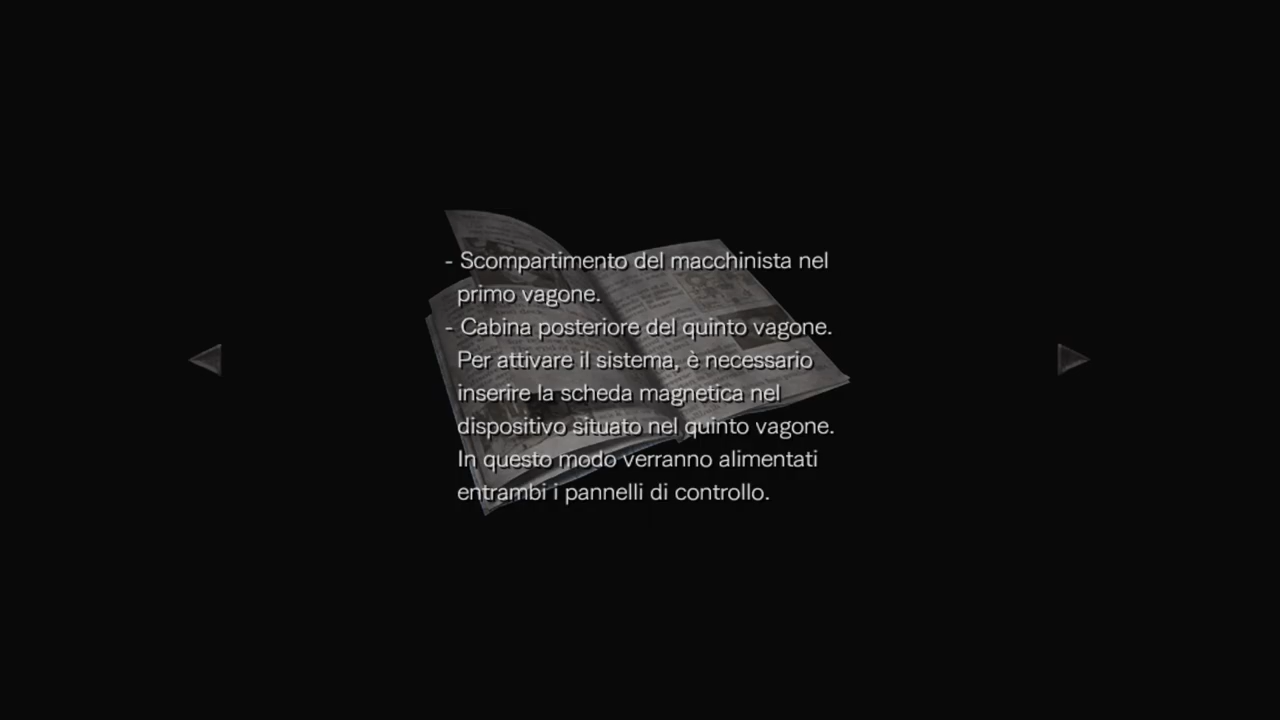 - Scompartimento del macchinista nel
primo vagone.
- Cabina posteriore del quinto vagone.
Per attivare il sistema, è necessario
inserire la scheda magnetica nel
dispositivo situato nel quinto vagone.
In questo modo verranno alimentati
entrambi i pannelli di controllo.